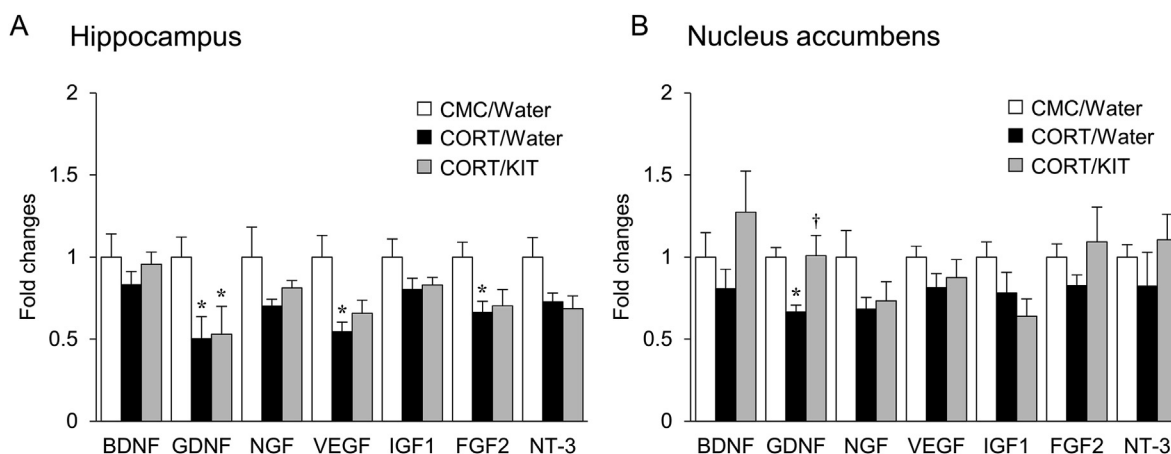 A Hippocampus
Fold changes
2
1.5
1
0.5
0
CMC/Water
CORT/Water
CORT/KIT
* * * *
BDNF GDNF NGF VEGF IGF1 FGF2 NT-3
B Nucleus accumbens
Fold changes
2
1.5
1
0.5
0
CMC/Water
CORT/Water
CORT/KIT
* †
BDNF GDNF NGF VEGF IGF1 FGF2 NT-3